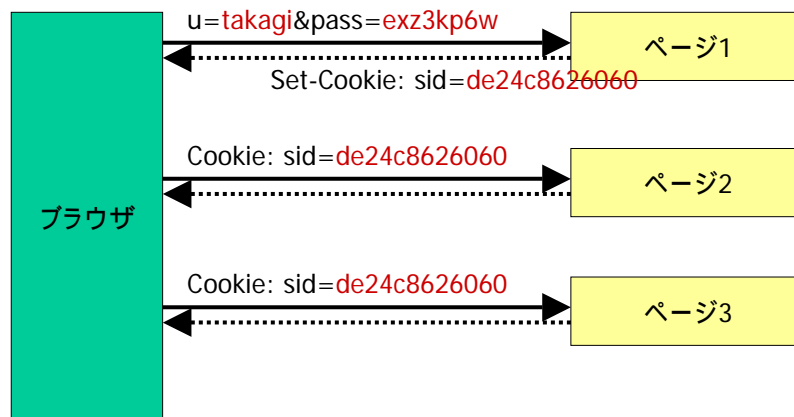 u=takagi&pass=exz3kp6w
ページ1
Set-Cookie: sid=de24c8626060
Cookie: sid=de24c8626060
ページ2
ブラウザ
Cookie: sid=de24c8626060
ページ3